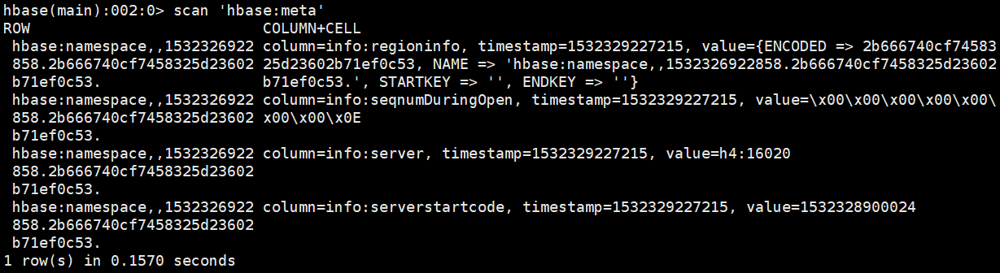 hbase(main):002:0> scan 'hbase:meta'
ROW                          COLUMN+CELL
 hbase:namespace,,1532326922 column=info:regioninfo, timestamp=1532329227215, value={ENCODED => 2b666740cf74583
 858.2b666740cf7458325d23602 25d23602b71ef0c53, NAME => 'hbase:namespace,,1532326922858.2b666740cf7458325d23602
 b71ef0c53.                  b71ef0c53.', STARTKEY => '', ENDKEY => ''}
 hbase:namespace,,1532326922 column=info:seqnumDuringOpen, timestamp=1532329227215, value=\x00\x00\x00\x00\x00\
 858.2b666740cf7458325d23602 x00\x00\x0E
 b71ef0c53.
 hbase:namespace,,1532326922 column=info:server, timestamp=1532329227215, value=h4:16020
 858.2b666740cf7458325d23602
 b71ef0c53.
 hbase:namespace,,1532326922 column=info:serverstartcode, timestamp=1532329227215, value=1532328900024
 858.2b666740cf7458325d23602
 b71ef0c53.
1 row(s) in 0.1570 seconds